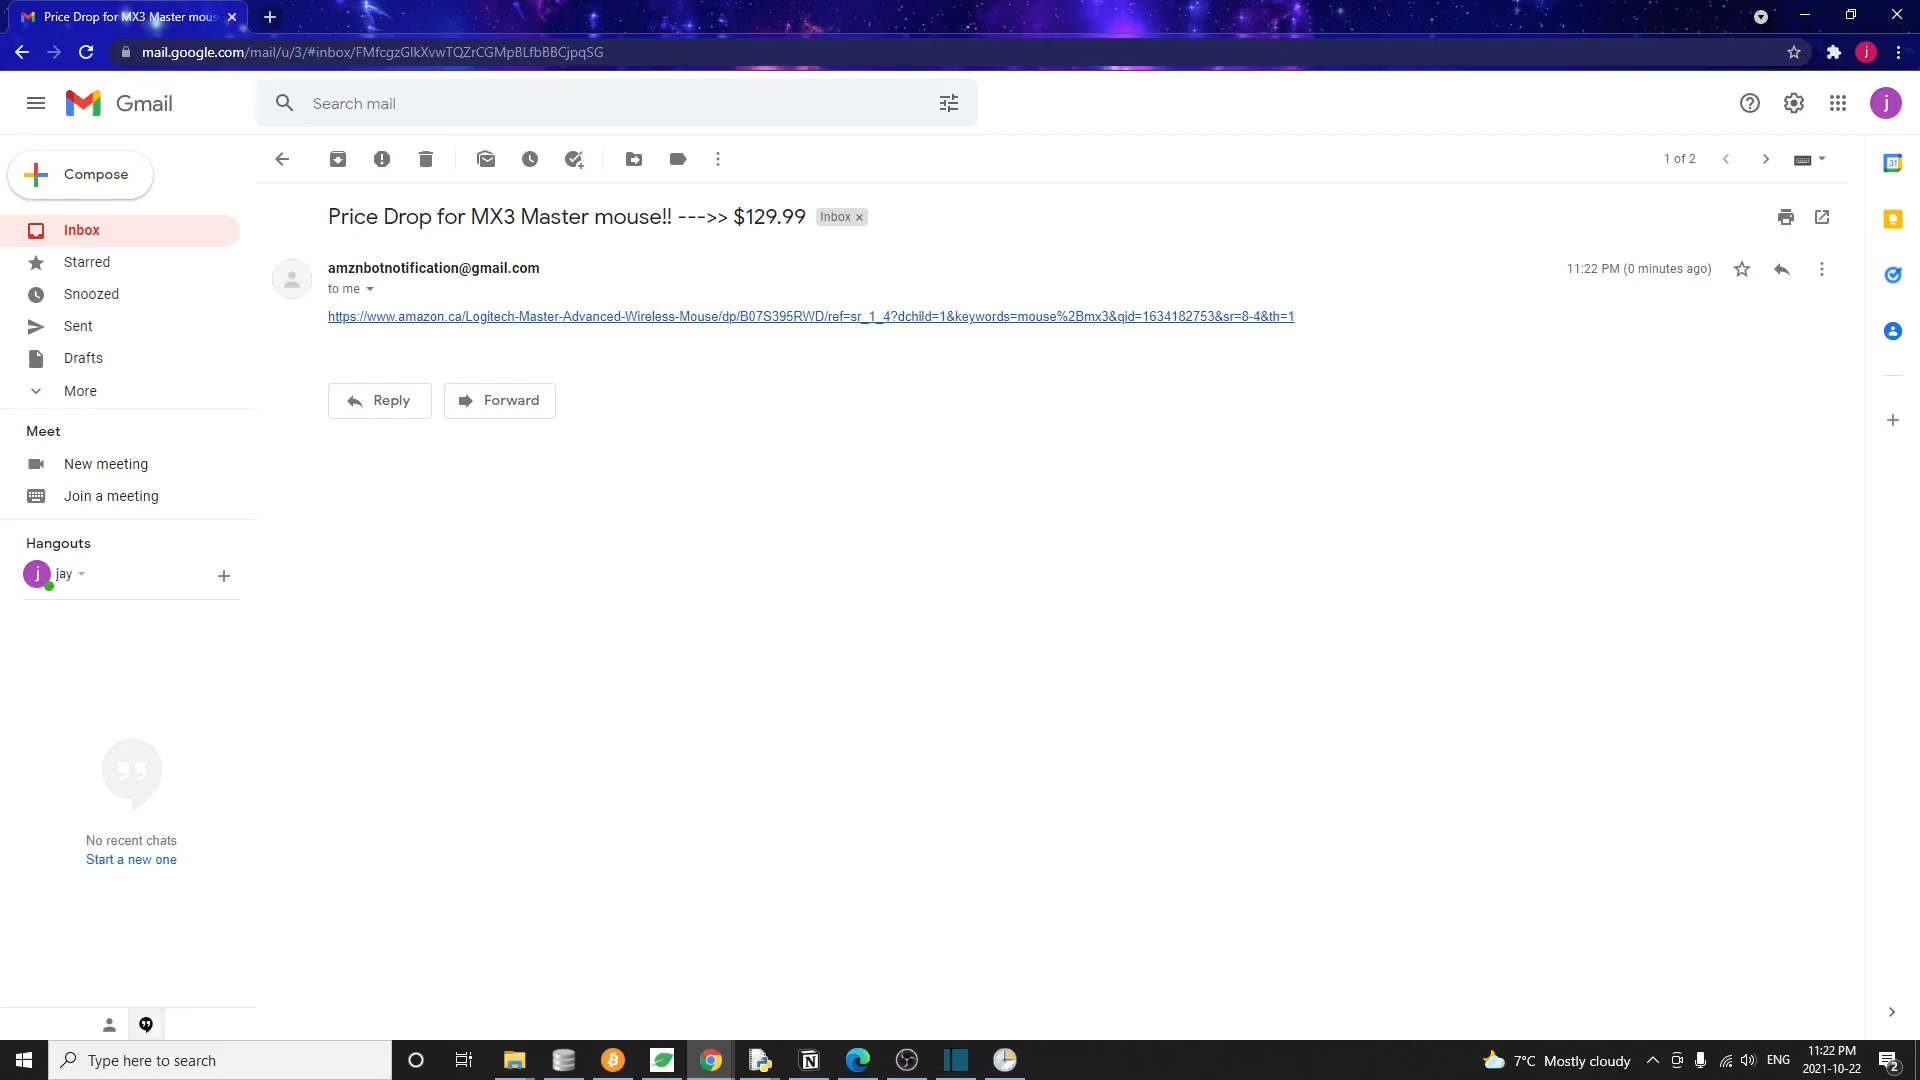 Price Drop for MX3 Master mous
mail.google.com/mail/u/3/#inbox/FMfcgzGlkXvwTQZrCGMpBLfbBBCjpqSG
j
Gmail
Search mail
j
Compose
1 of 2
31
Price Drop for MX3 Master mouse!! --->> $129.99
Inbox ×
Inbox
Starred
Snoozed
Sent
Drafts
More
amznbotnotification@gmail.com
11:22 PM (0 minutes ago)
to me
https://www.amazon.ca/Logitech-Master-Advanced-Wireless-Mouse/dp/B07S395RWD/ref=sr_1_4?dchild=1&keywords=mouse%2Bmx3&qid=1634182753&sr=8-4&th=1
Reply
Forward
Meet
New meeting
Join a meeting
Hangouts
j
jay
No recent chats
Start a new one
Type here to search
7°C Mostly cloudy
ENG
11:22 PM
2021-10-22
2